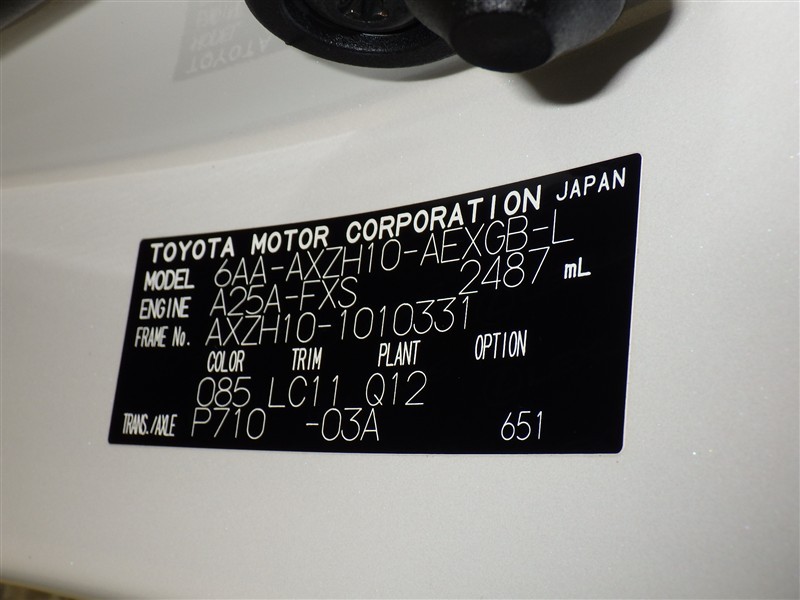 TOYOTA MOTOR CORPORATION JAPAN
MODEL 6AA-AXZH10-AEXGB-L
ENGINE A25A-FXS 2487 mL
FRAME No. AXZH10-1010331
COLOR TRIM PLANT OPTION
085 LC11 Q12
TRANS./AXLE P710 -03A 651